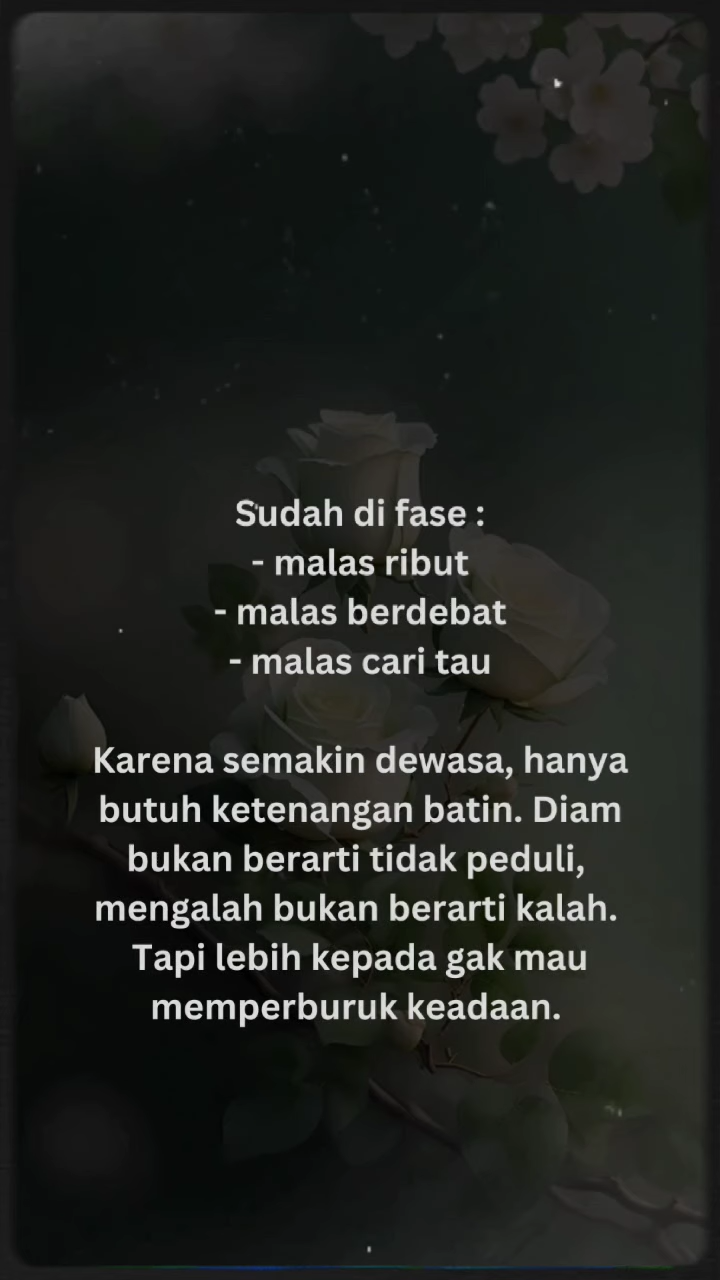 Sudah di fase :
- malas ribut
- malas berdebat
- malas cari tau
Karena semakin dewasa, hanya
butuh ketenangan batin. Diam
bukan berarti tidak peduli,
mengalah bukan berarti kalah.
Tapi lebih kepada gak mau
memperburuk keadaan.